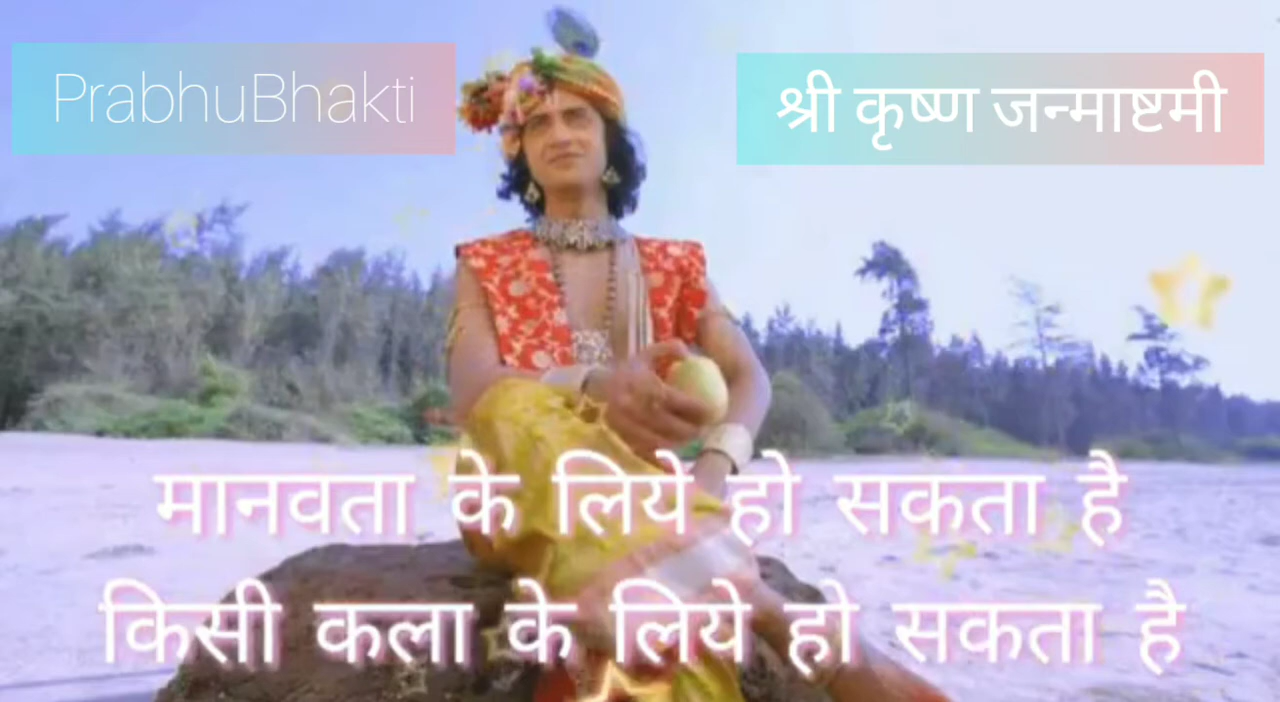 PrabhuBhakti
श्री कृष्ण जन्माष्टमी
मानवता के लिये हो सकता है
किसी कला के लिये हो सकता है